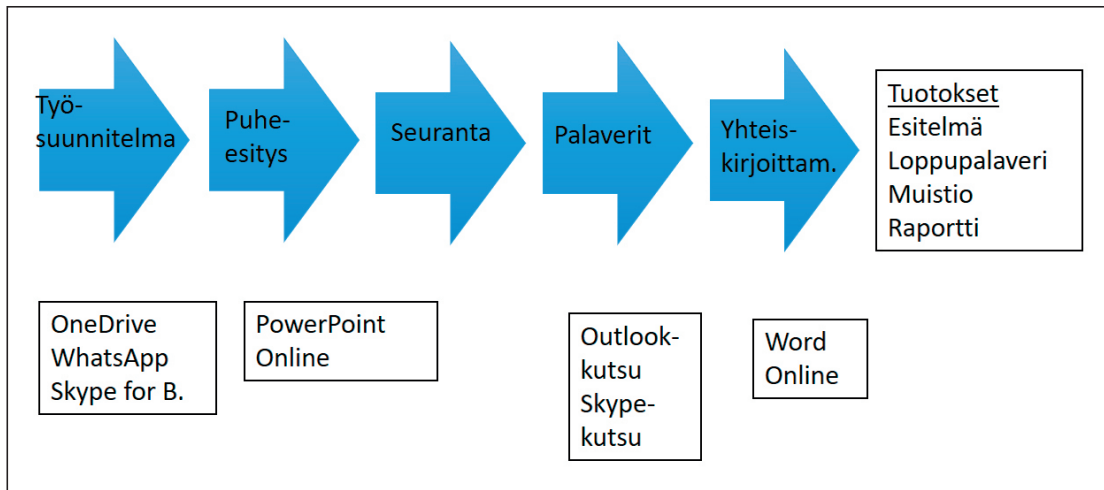 Työ-
suunnitelma
Puhe-
esitys
Seuranta
Palaverit
Yhteis-
kirjoittam.
Tuotokset
Esitelmä
Loppupalaveri
Muistio
Raportti
OneDrive
WhatsApp
Skype for B.
PowerPoint
Online
Outlook-
kutsu
Skype-
kutsu
Word
Online